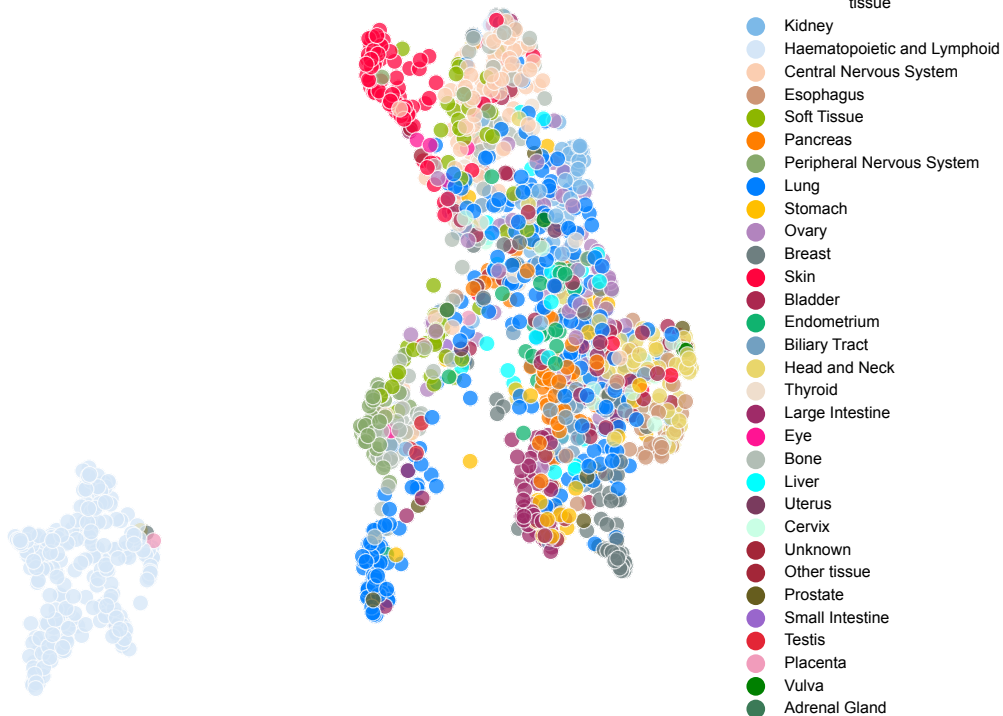 tissue
Kidney
Haematopoietic and Lymphoid
Central Nervous System
Esophagus
Soft Tissue
Pancreas
Peripheral Nervous System
Lung
Stomach
Ovary
Breast
Skin
Bladder
Endometrium
Biliary Tract
Head and Neck
Thyroid
Large Intestine
Eye
Bone
Liver
Uterus
Cervix
Unknown
Other tissue
Prostate
Small Intestine
Testis
Placenta
Vulva
Adrenal Gland